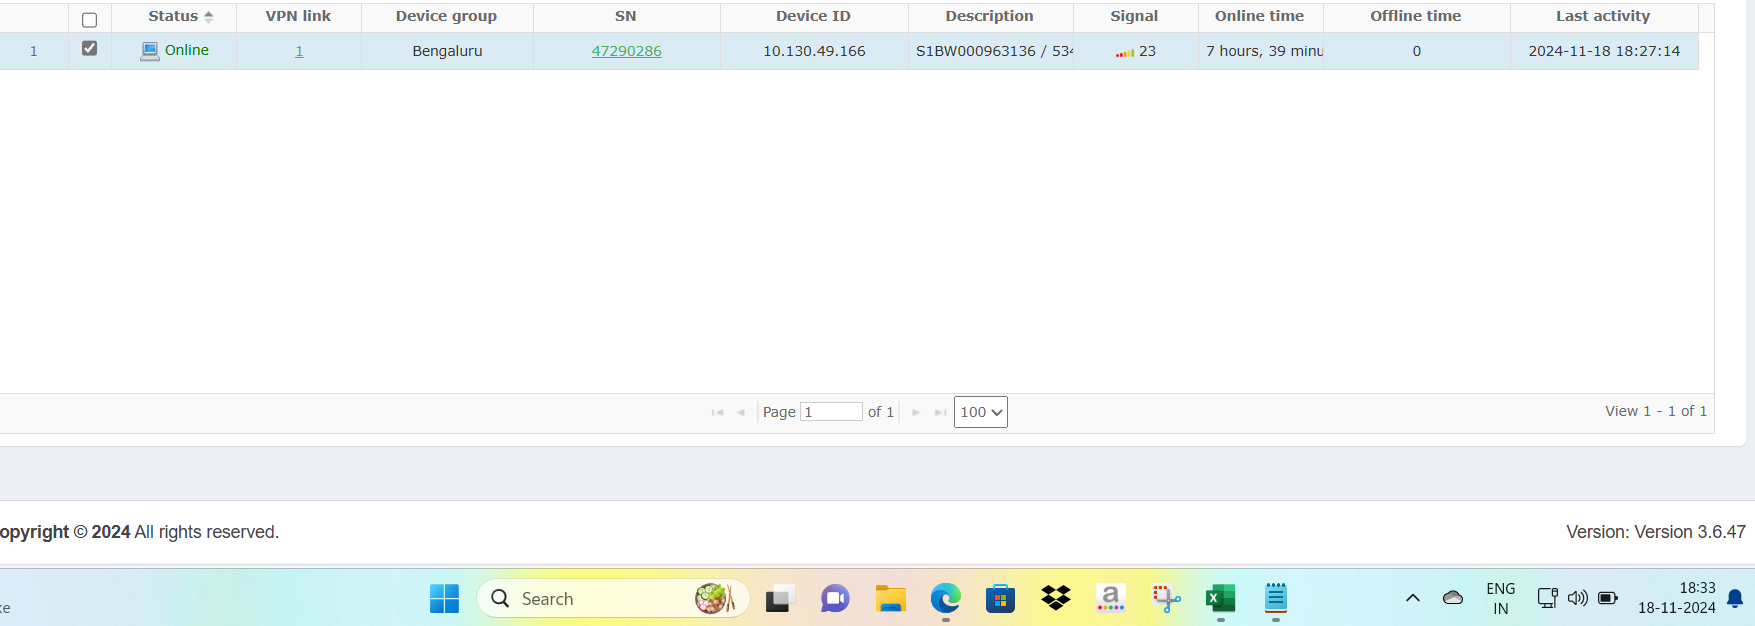 Status VPN link Device group SN Device ID Description Signal Online time Offline time Last activity
1 Online 1 Bengaluru 47290286 10.130.49.166 S1BW000963136 / 534 23 7 hours, 39 minu 0 2024-11-18 18:27:14
Page 1 of 1 100 View 1 - 1 of 1
opyright © 2024 All rights reserved. Version: Version 3.6.47
Search
a
X
ENG
IN
18:33
18-11-2024